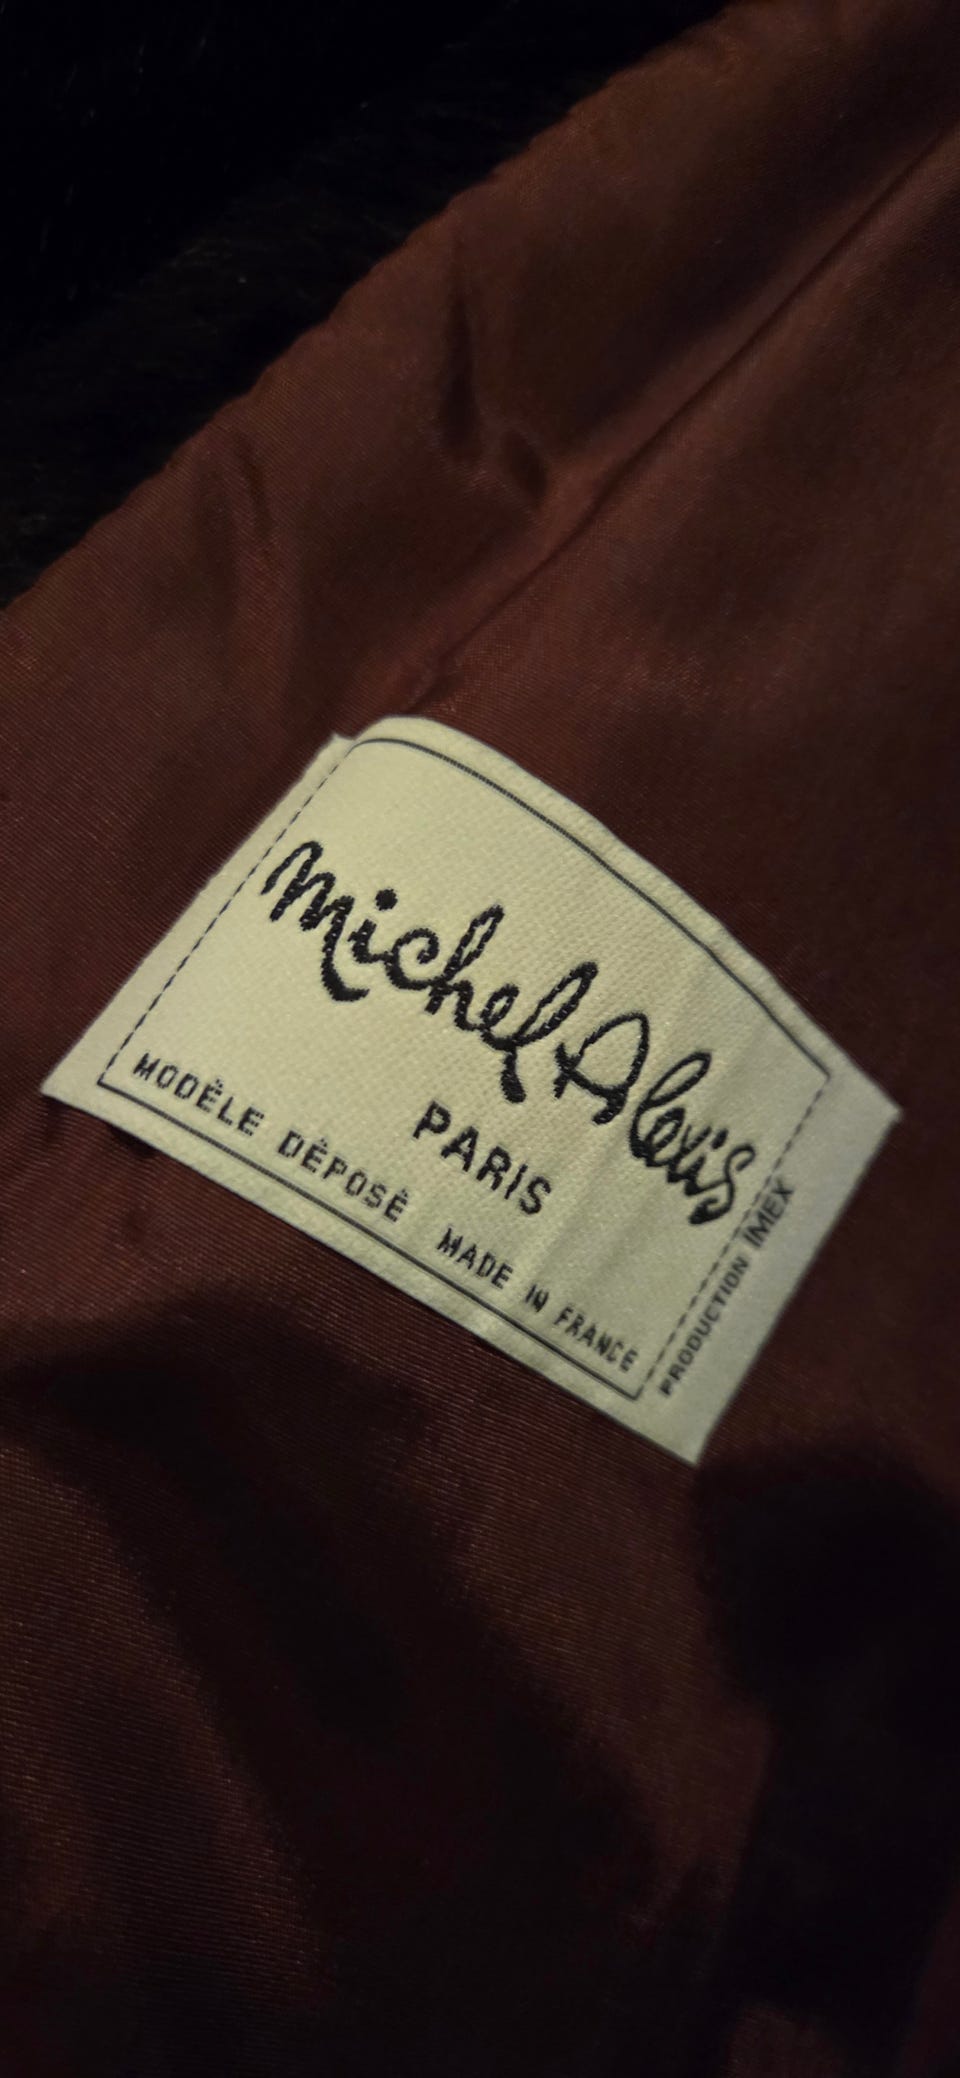 Michel Alexis
PARIS
MODÈLE DÉPOSÉ MADE IN FRANCE
PRODUCTION IMEX